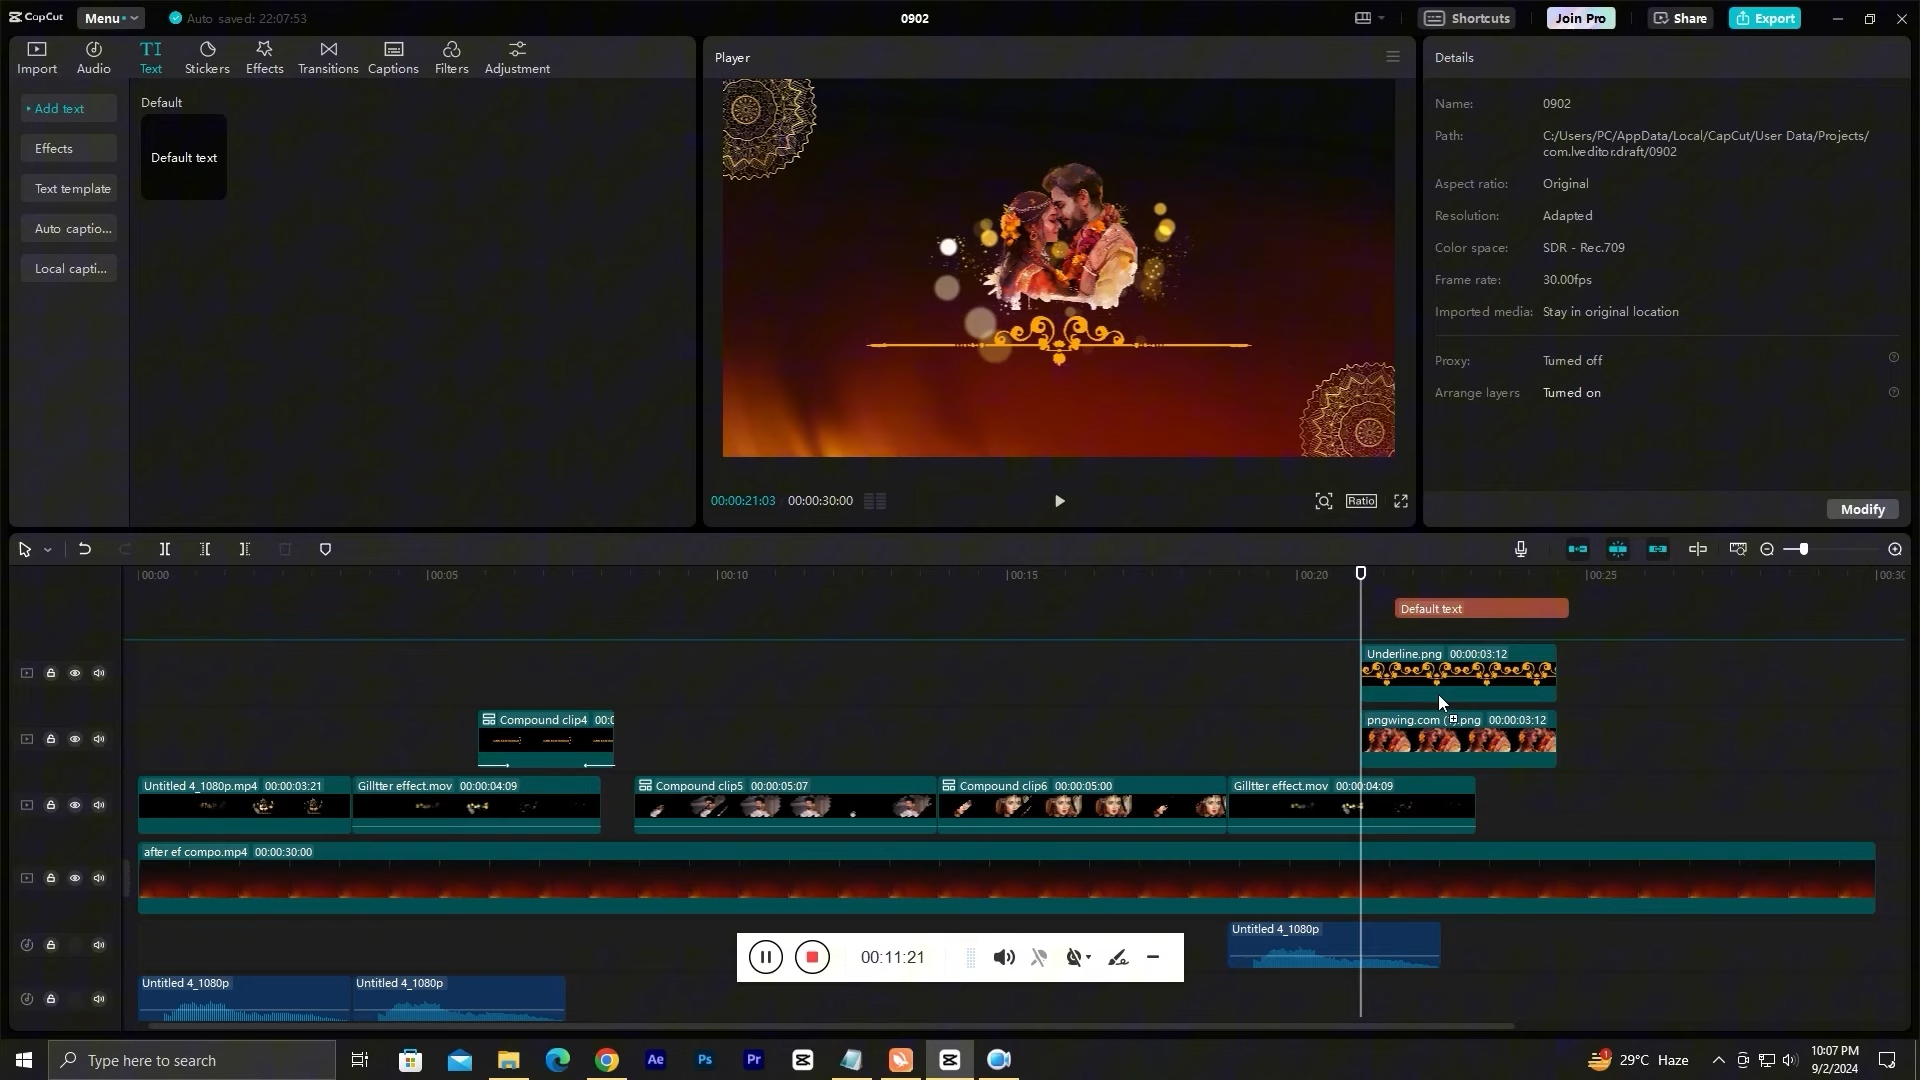 CapCut
Menu
Auto saved: 22:07:53
0902
Shortcuts
Join Pro
Share
Export
Import
Audio
TI
Text
Stickers
Effects
Transitions
Captions
Filters
Adjustment
Add text
Effects
Text template
Auto captio...
Local capti...
Default
Default text
Player
00:00:21:03
00:00:30:00
Ratio
Details
Name: 0902
Path: C:/Users/PC/AppData/Local/CapCut/User Data/Projects/
com.lveditor.draft/0902
Aspect ratio: Original
Resolution: Adapted
Color space: SDR - Rec.709
Frame rate: 30.00fps
Imported media: Stay in original location
Proxy: Turned off
Arrange layers Turned on
Modify
00:00
00:05
00:10
00:15
00:20
00:25
00:30
Default text
Underline.png 00:00:03:12
Compound clip4 00:0
pngwing.com 00:00:03:12
Untitled 4_1080p.mp4 00:00:03:21
Gilltter effect.mov 00:00:04:09
Compound clip5 00:00:05:07
Compound clip6 00:00:05:00
Gilltter effect.mov 00:00:04:09
after ef compo.mp4 00:00:30:00
Untitled 4_1080p
Untitled 4_1080p
Untitled 4_1080p
00:11:21
Type here to search
Ae
Ps
Pr
1
29°C Haze
10:07 PM
9/2/2024